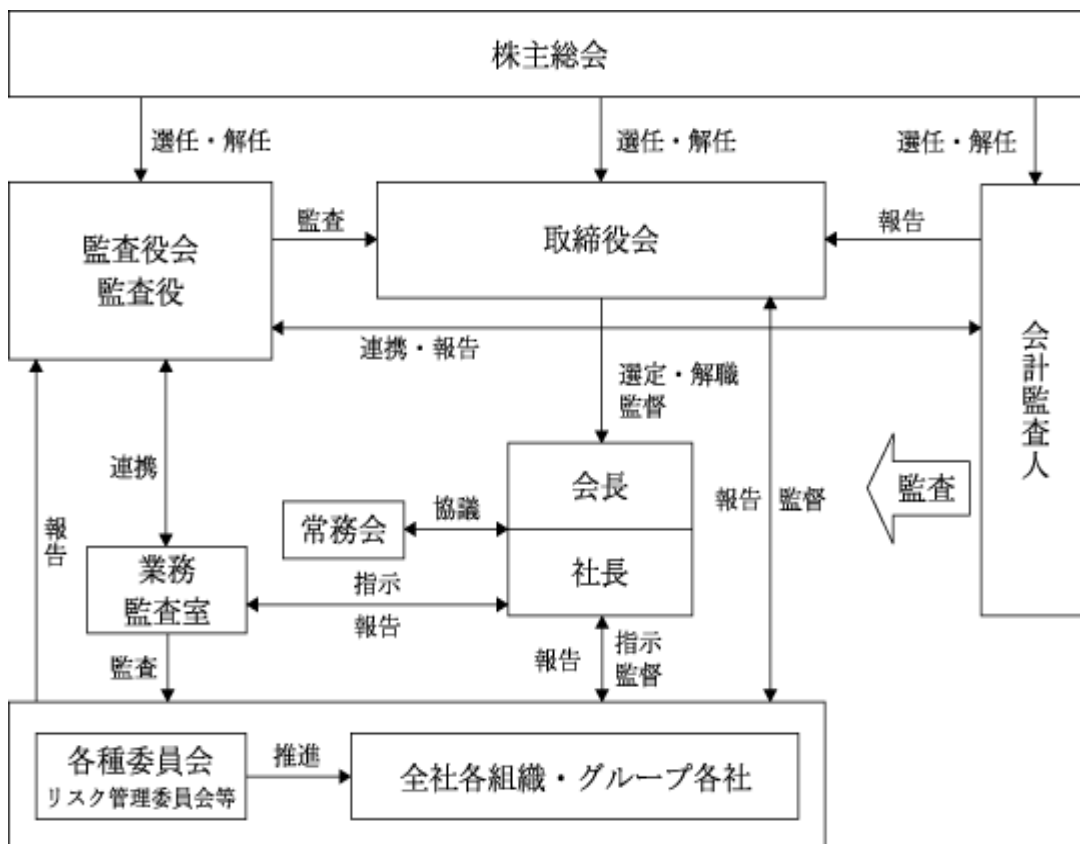 株主総会
選任・解任
選任・解任
選任・解任
監査役会
監査役
監査
取締役会
報告
連携・報告
会計監査人
選定・解職
監督
連携
報告
常務会
協議
会長
社長
報告
監督
監査
業務
監査室
指示
報告
監査
報告
指示
監督
各種委員会
リスク管理委員会等
推進
全社各組織・グループ各社